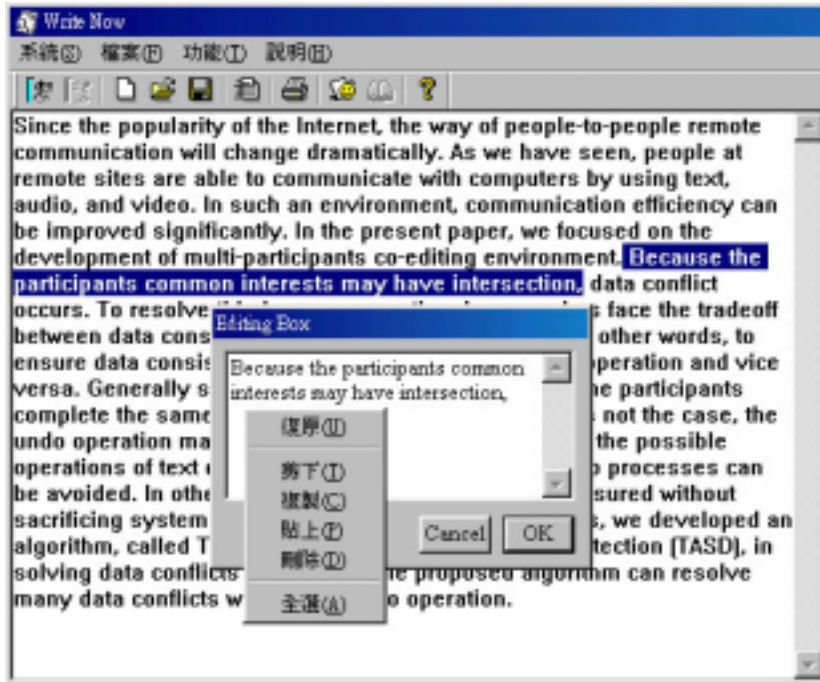 Write Now
系統(S) 檔案(F) 功能(T) 說明(H)
Since the popularity of the Internet, the way of people-to-people remote
communication will change dramatically. As we have seen, people at
remote sites are able to communicate with computers by using text,
audio, and video. In such an environment, communication efficiency can
be improved significantly. In the present paper, we focused on the
development of multi-participants co-editing environment. Because the
participants common interests may have intersection, data conflict
occurs. To resolve face the tradeoff
between data cons other words, to
ensure data consis peration and vice
versa. Generally s he participants
complete the same not the case, the
undo operation ma the possible
operations of text processes can
be avoided. In othe sured without
sacrificing system s, we developed an
algorithm, called T tection (TASD), in
solving data conflicts he proposed algorithm can resolve
many data conflicts w o operation.
Editing Box
Because the participants common
interests may have intersection,
復原(U)
剪下(T)
複製(C)
貼上(P)
刪除(D)
全選(A)
Cancel OK